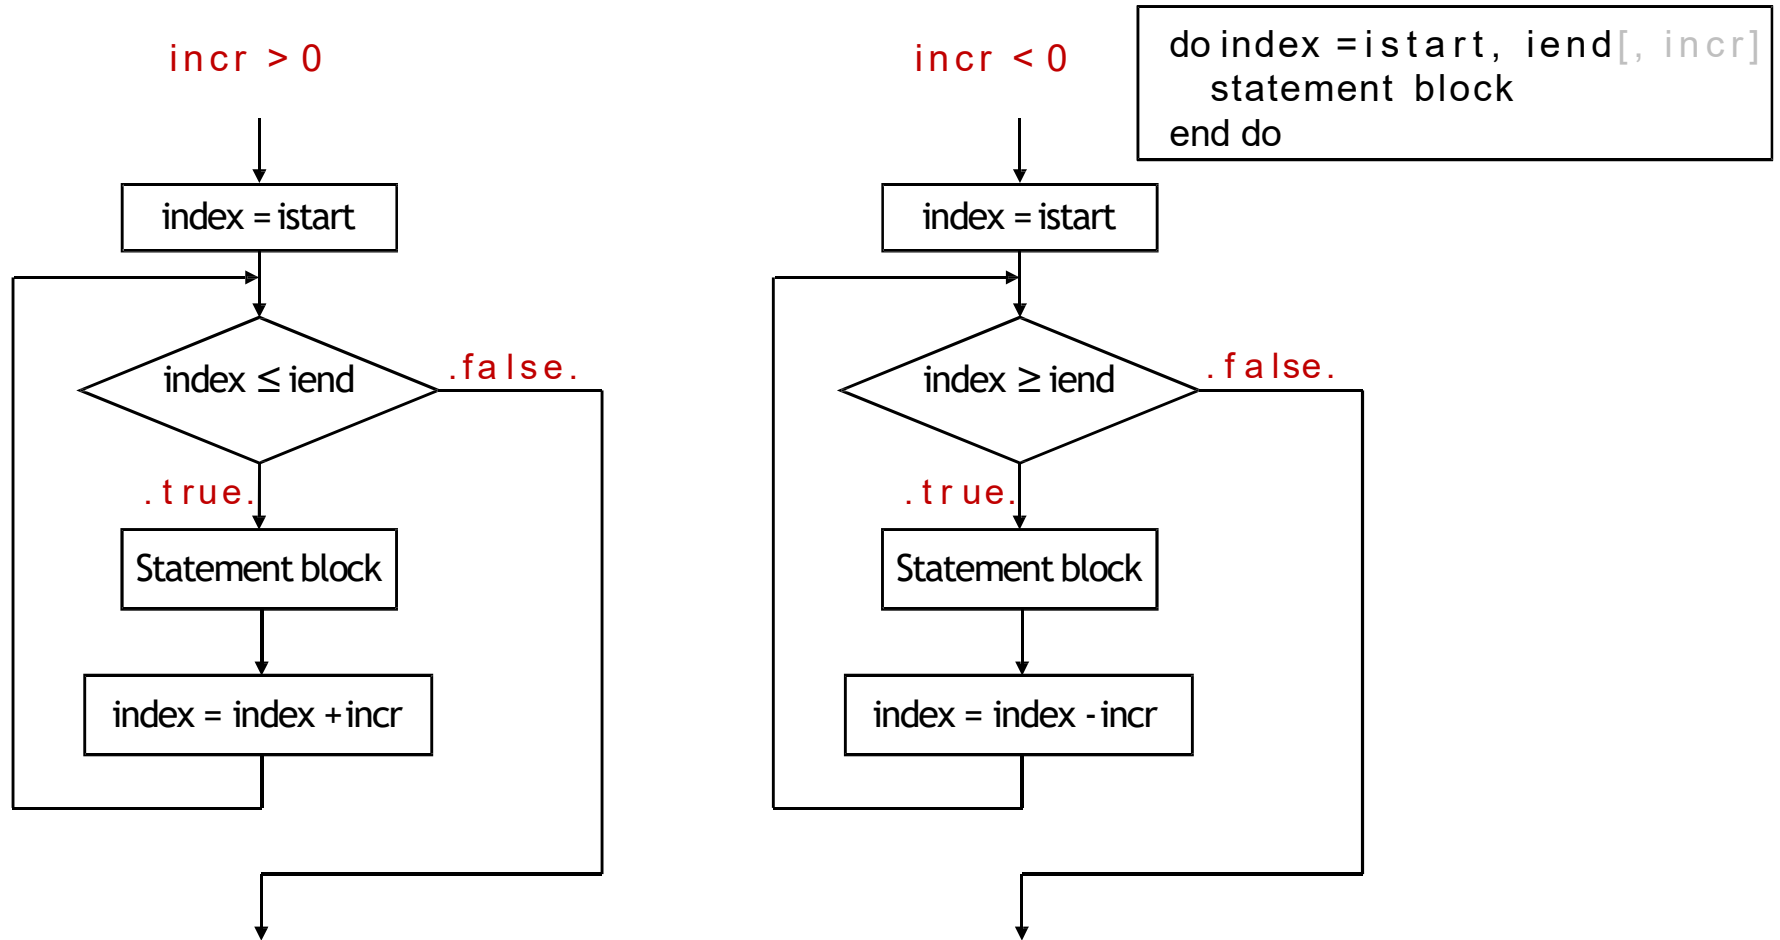 incr > 0
index = istart
index ≤ iend
.false.
.true.
Statement block
index = index + incr
incr < 0
index = istart
index ≥ iend
.false.
.true.
Statement block
index = index - incr
do index = istart, iend[, incr]
statement block
end do